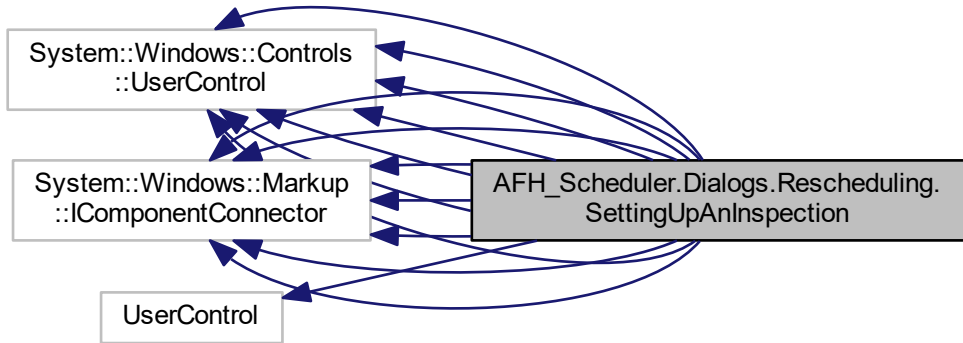 System::Windows::Controls
::UserControl
System::Windows::Markup
::IComponentConnector
UserControl
AFH_Scheduler.Dialogs.Rescheduling.
SettingUpAnInspection